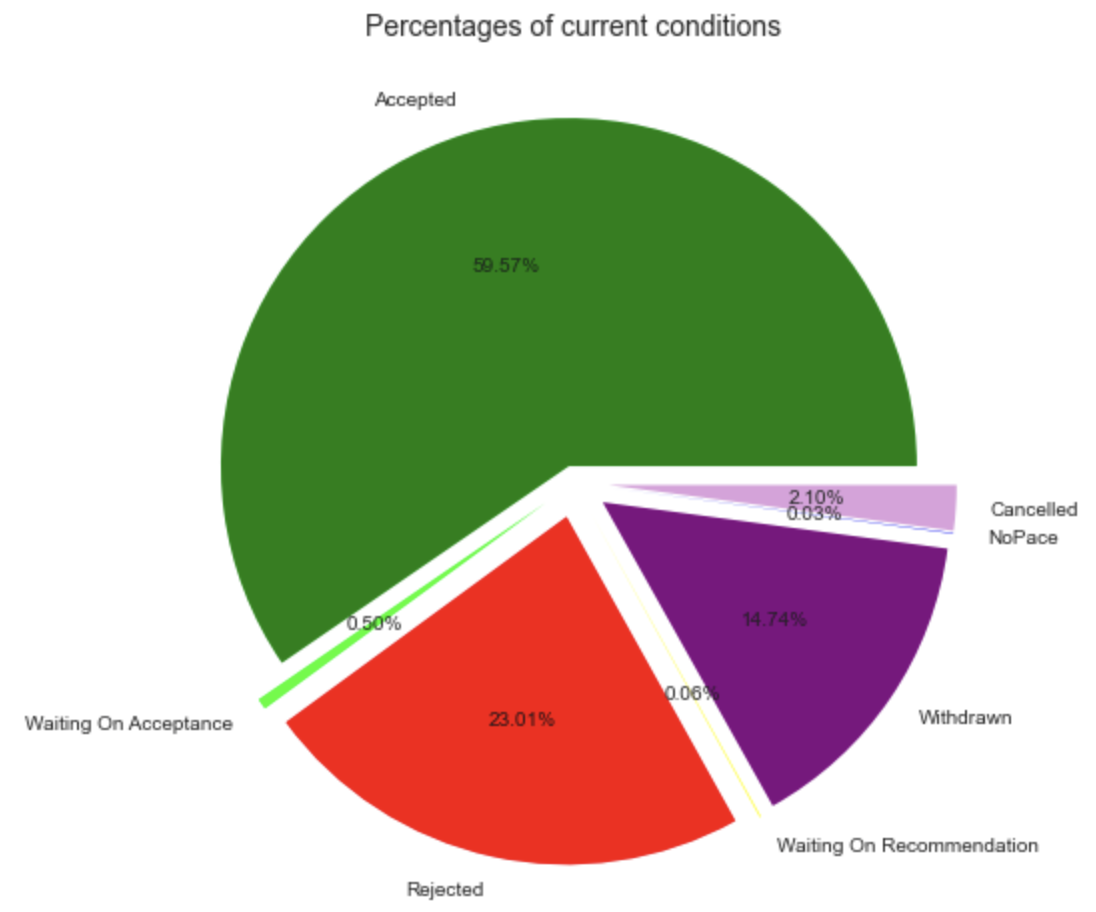 Percentages of current conditions
Accepted
59.57%
2.10%
Cancelled
0.03%
NoPace
14.74%
0.50%
0.06%
Withdrawn
23.01%
Waiting On Acceptance
Waiting On Recommendation
Rejected